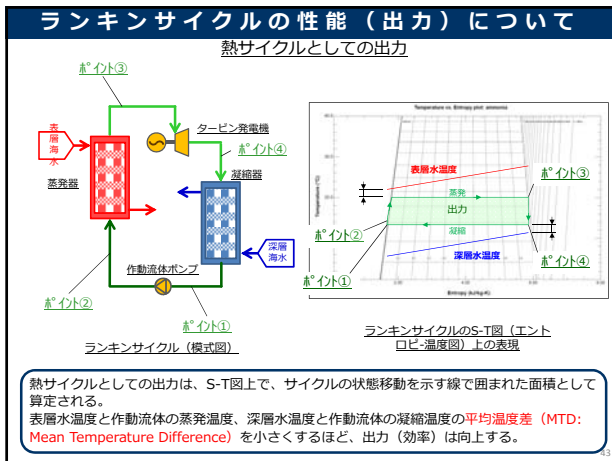 ランキンサイクルの性能（出力）について
熱サイクルとしての出力
ﾎﾟｲﾝﾄ③
表層海水
タービン発電機
ﾎﾟｲﾝﾄ④
蒸発器
凝縮器
深層海水
作動流体ポンプ
ﾎﾟｲﾝﾄ②
ﾎﾟｲﾝﾄ①
ランキンサイクル（模式図）
Temperature vs. Entropy plot: ammonia
Temperature (°C)
表層水温度
ﾎﾟｲﾝﾄ③
蒸発
出力
ﾎﾟｲﾝﾄ②
凝縮
深層水温度
ﾎﾟｲﾝﾄ④
ﾎﾟｲﾝﾄ①
Entropy (kJ/kg-K)
ランキンサイクルのS-T図（エント
ロピ-温度図）上の表現
熱サイクルとしての出力は、S-T図上で、サイクルの状態移動を示す線で囲まれた面積として
算定される。
表層水温度と作動流体の蒸発温度、深層水温度と作動流体の凝縮温度の平均温度差（MTD:
Mean Temperature Difference）を小さくするほど、出力（効率）は向上する。
43